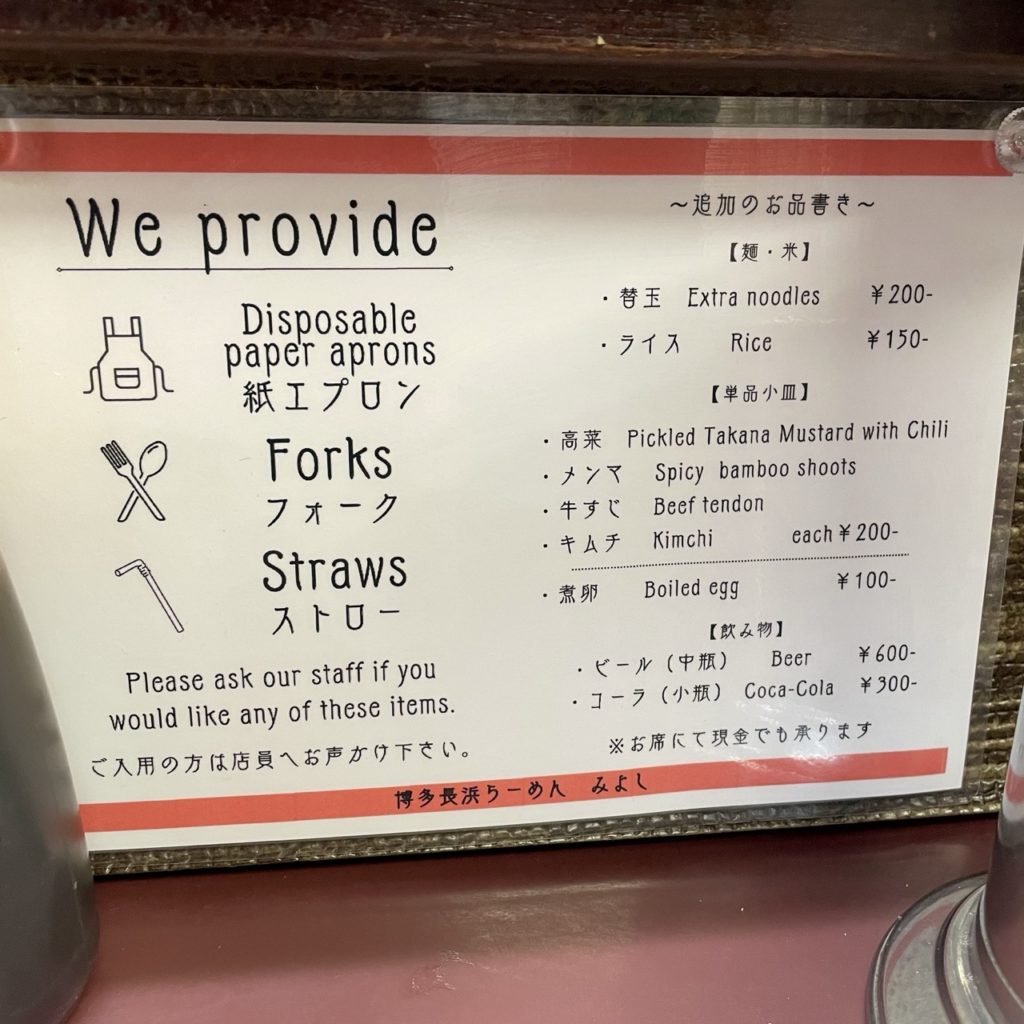 We provide
Disposable
paper aprons
紙エプロン
Forks
フォーク
Straws
ストロー
Please ask our staff if you
would like any of these items.
ご入用の方は店員へお声かけ下さい。
～追加のお品書き～
【麺・米】
・替玉 Extra noodles ¥200-
・ライス Rice ¥150-
【単品小皿】
・高菜 Pickled Takana Mustard with Chili
・メンマ Spicy bamboo shoots
・牛すじ Beef tendon
・キムチ Kimchi each ¥200-
・煮卵 Boiled egg ¥100-
【飲み物】
・ビール（中瓶） Beer ¥600-
・コーラ（小瓶） Coca-Cola ¥300-
※お席にて現金でも承ります
博多長浜らーめん みよし